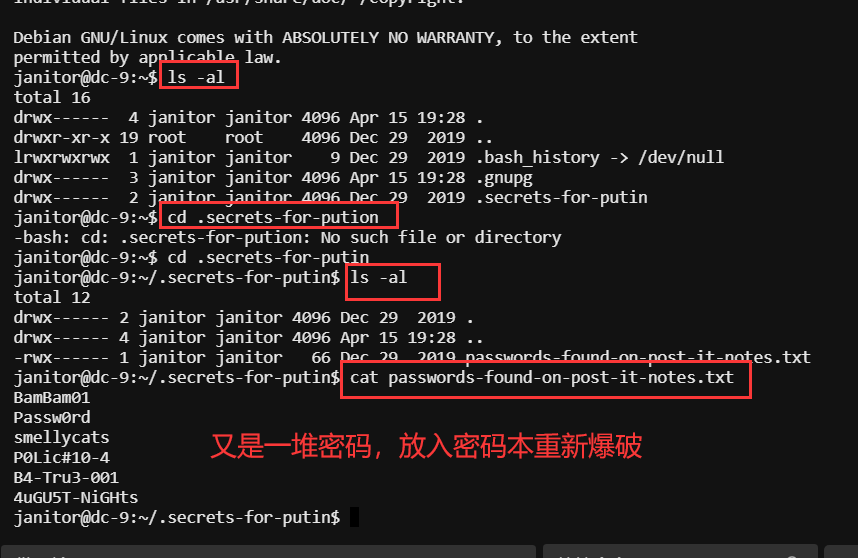 individual files in /usr/share/doc/*/copyright.
Debian GNU/Linux comes with ABSOLUTELY NO WARRANTY, to the extent
permitted by applicable law.
janitor@dc-9:~$ ls -al
total 16
drwx------  4 janitor janitor 4096 Apr 15 19:28 .
drwxr-xr-x 19 root    root    4096 Dec 29  2019 ..
lrwxrwxrwx  1 janitor janitor    9 Dec 29  2019 .bash_history -> /dev/null
drwx------  3 janitor janitor 4096 Apr 15 19:28 .gnupg
drwx------  2 janitor janitor 4096 Dec 29  2019 .secrets-for-putin
janitor@dc-9:~$ cd .secrets-for-pution
-bash: cd: .secrets-for-pution: No such file or directory
janitor@dc-9:~$ cd .secrets-for-putin
janitor@dc-9:~/.secrets-for-putin$ ls -al
total 12
drwx------ 2 janitor janitor 4096 Dec 29  2019 .
drwx------ 4 janitor janitor 4096 Apr 15 19:28 ..
-rwx------ 1 janitor janitor   66 Dec 29  2019 passwords-found-on-post-it-notes.txt
janitor@dc-9:~/.secrets-for-putin$ cat passwords-found-on-post-it-notes.txt
BamBam01
Passw0rd
smellycats
P0Lic#10-4
B4-Tru3-001
4uGU5T-NiGHts
又是一堆密码，放入密码本重新爆破
janitor@dc-9:~/.secrets-for-putin$